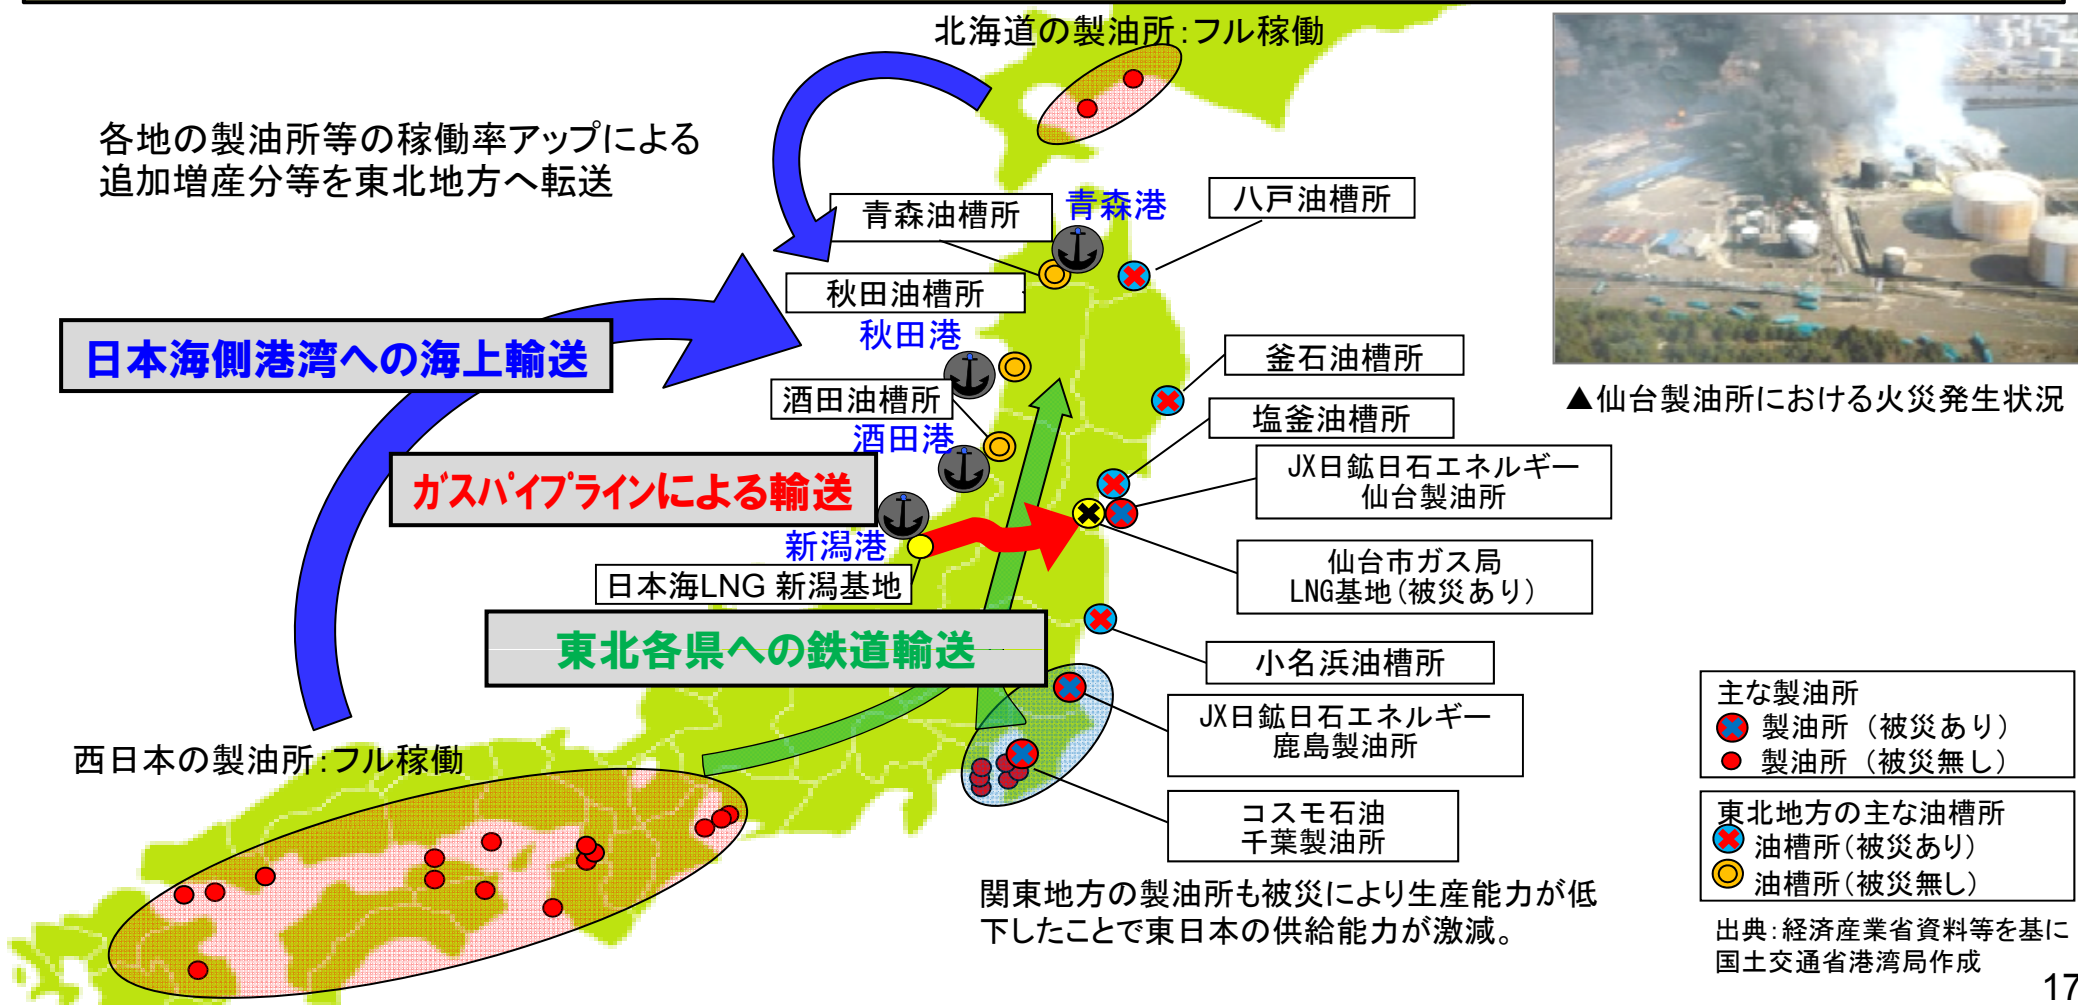 北海道の製油所：フル稼働
各地の製油所等の稼働率アップによる
追加増産分等を東北地方へ転送
青森油槽所
青森港
八戸油槽所
秋田油槽所
秋田港
日本海側港湾への海上輸送
釜石油槽所
▲仙台製油所における火災発生状況
酒田油槽所
酒田港
塩釜油槽所
JX日鉱日石エネルギー
仙台製油所
ガスパイプラインによる輸送
新潟港
日本海LNG 新潟基地
仙台市ガス局
LNG基地(被災あり)
東北各県への鉄道輸送
小名浜油槽所
JX日鉱日石エネルギー
鹿島製油所
西日本の製油所：フル稼働
コスモ石油
千葉製油所
関東地方の製油所も被災により生産能力が低
下したことで東日本の供給能力が激減。
主な製油所
製油所（被災あり）
製油所（被災無し）
東北地方の主な油槽所
油槽所(被災あり)
油槽所(被災無し)
出典：経済産業省資料等を基に
国土交通省港湾局作成
17